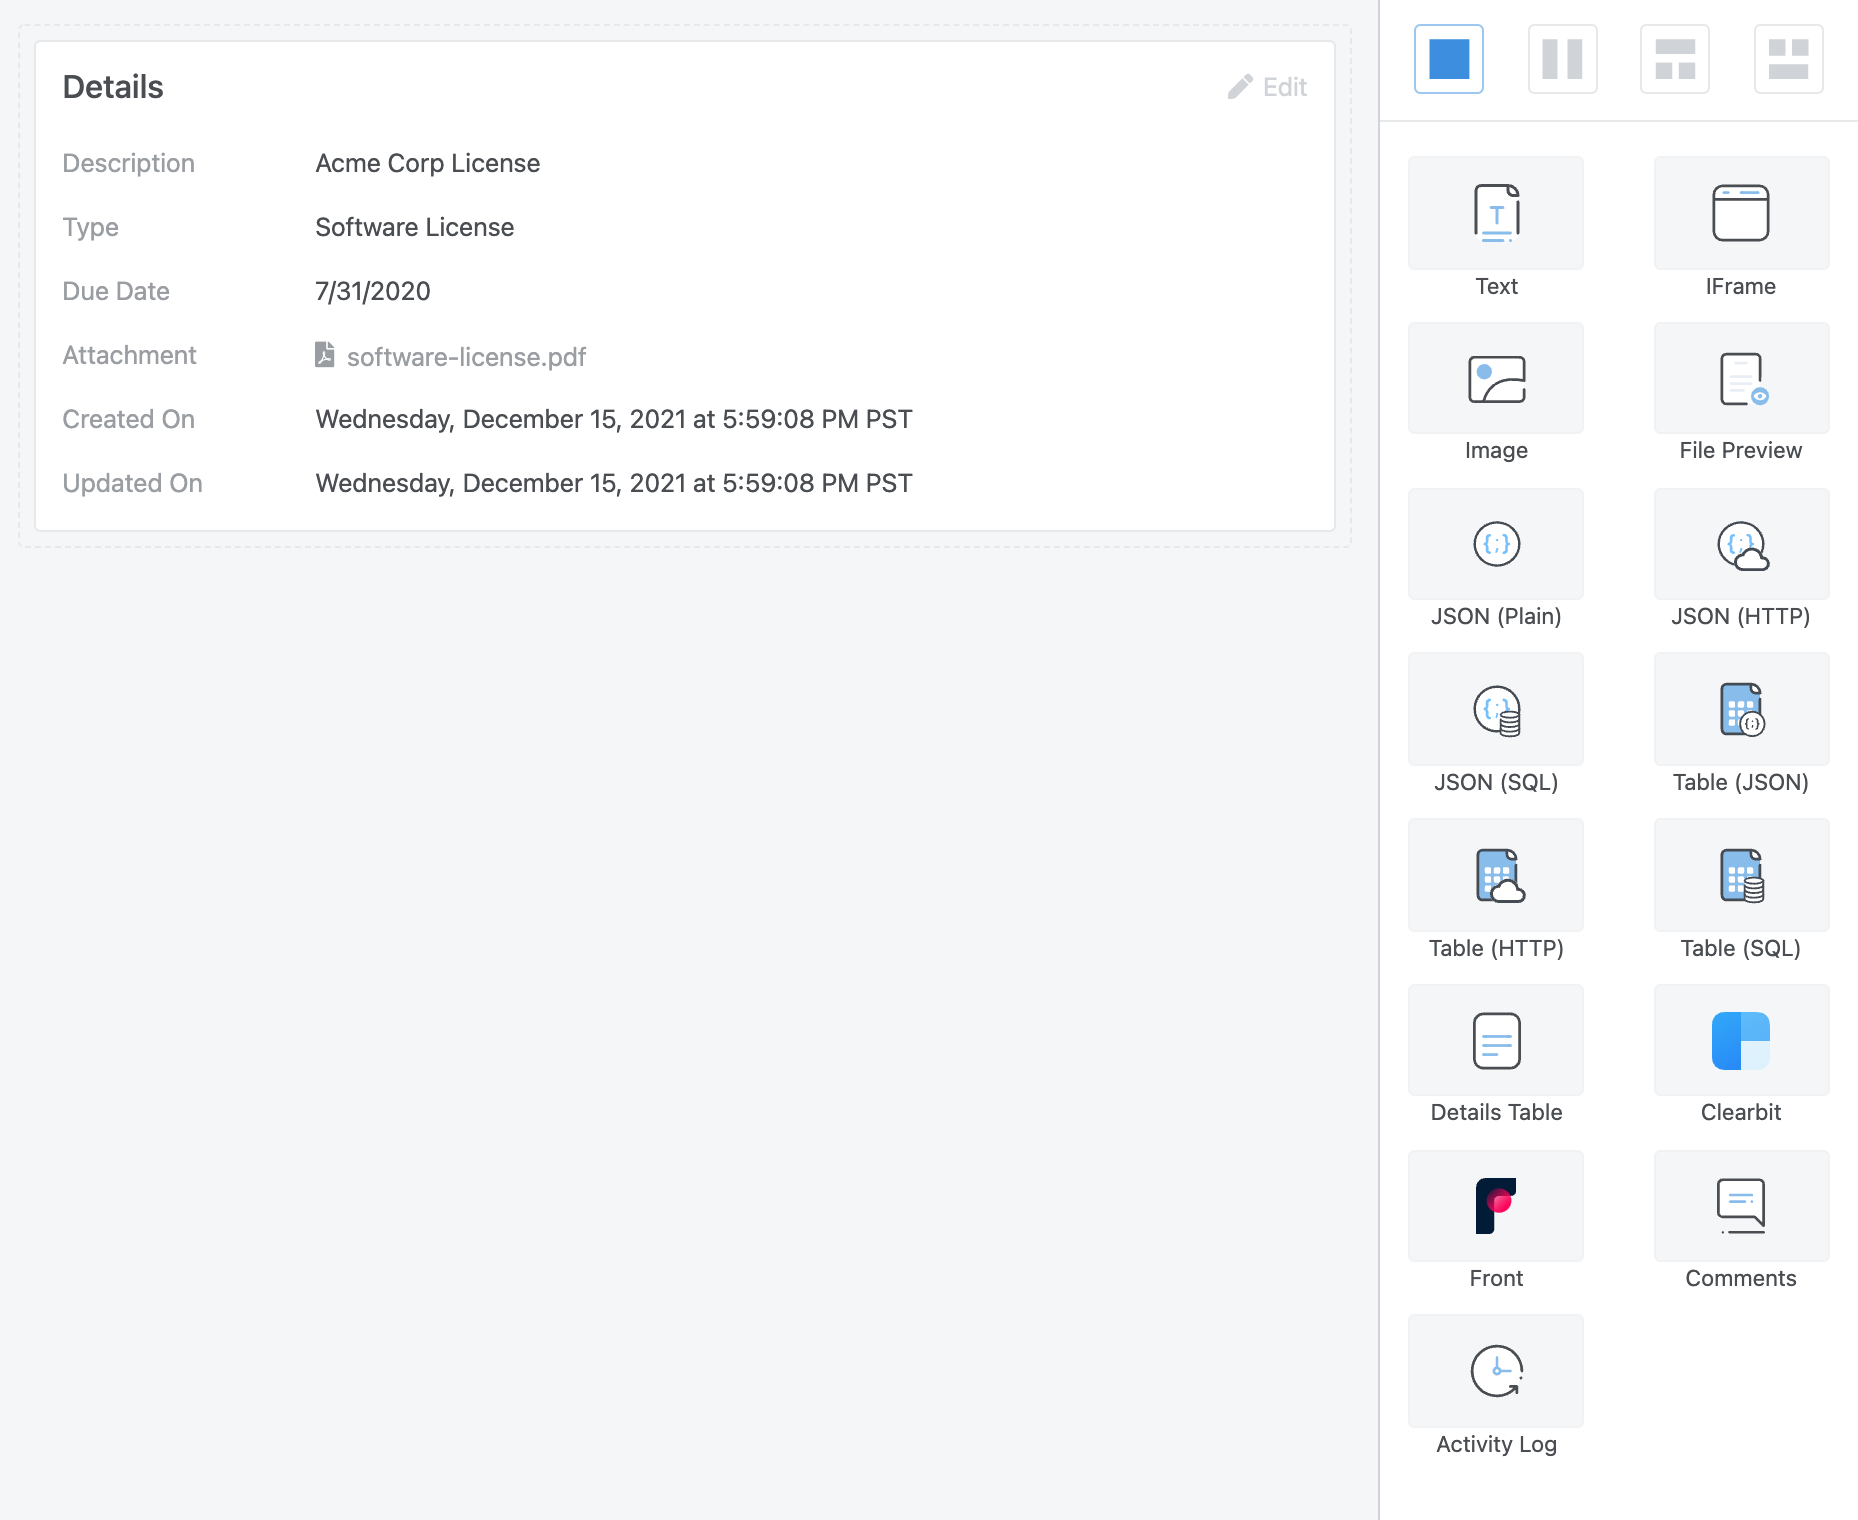 Details
Edit
Description Acme Corp License
Type Software License
Due Date 7/31/2020
Attachment software-license.pdf
Created On Wednesday, December 15, 2021 at 5:59:08 PM PST
Updated On Wednesday, December 15, 2021 at 5:59:08 PM PST
Text
IFrame
Image
File Preview
JSON (Plain)
JSON (HTTP)
JSON (SQL)
Table (JSON)
Table (HTTP)
Table (SQL)
Details Table
Clearbit
Front
Comments
Activity Log